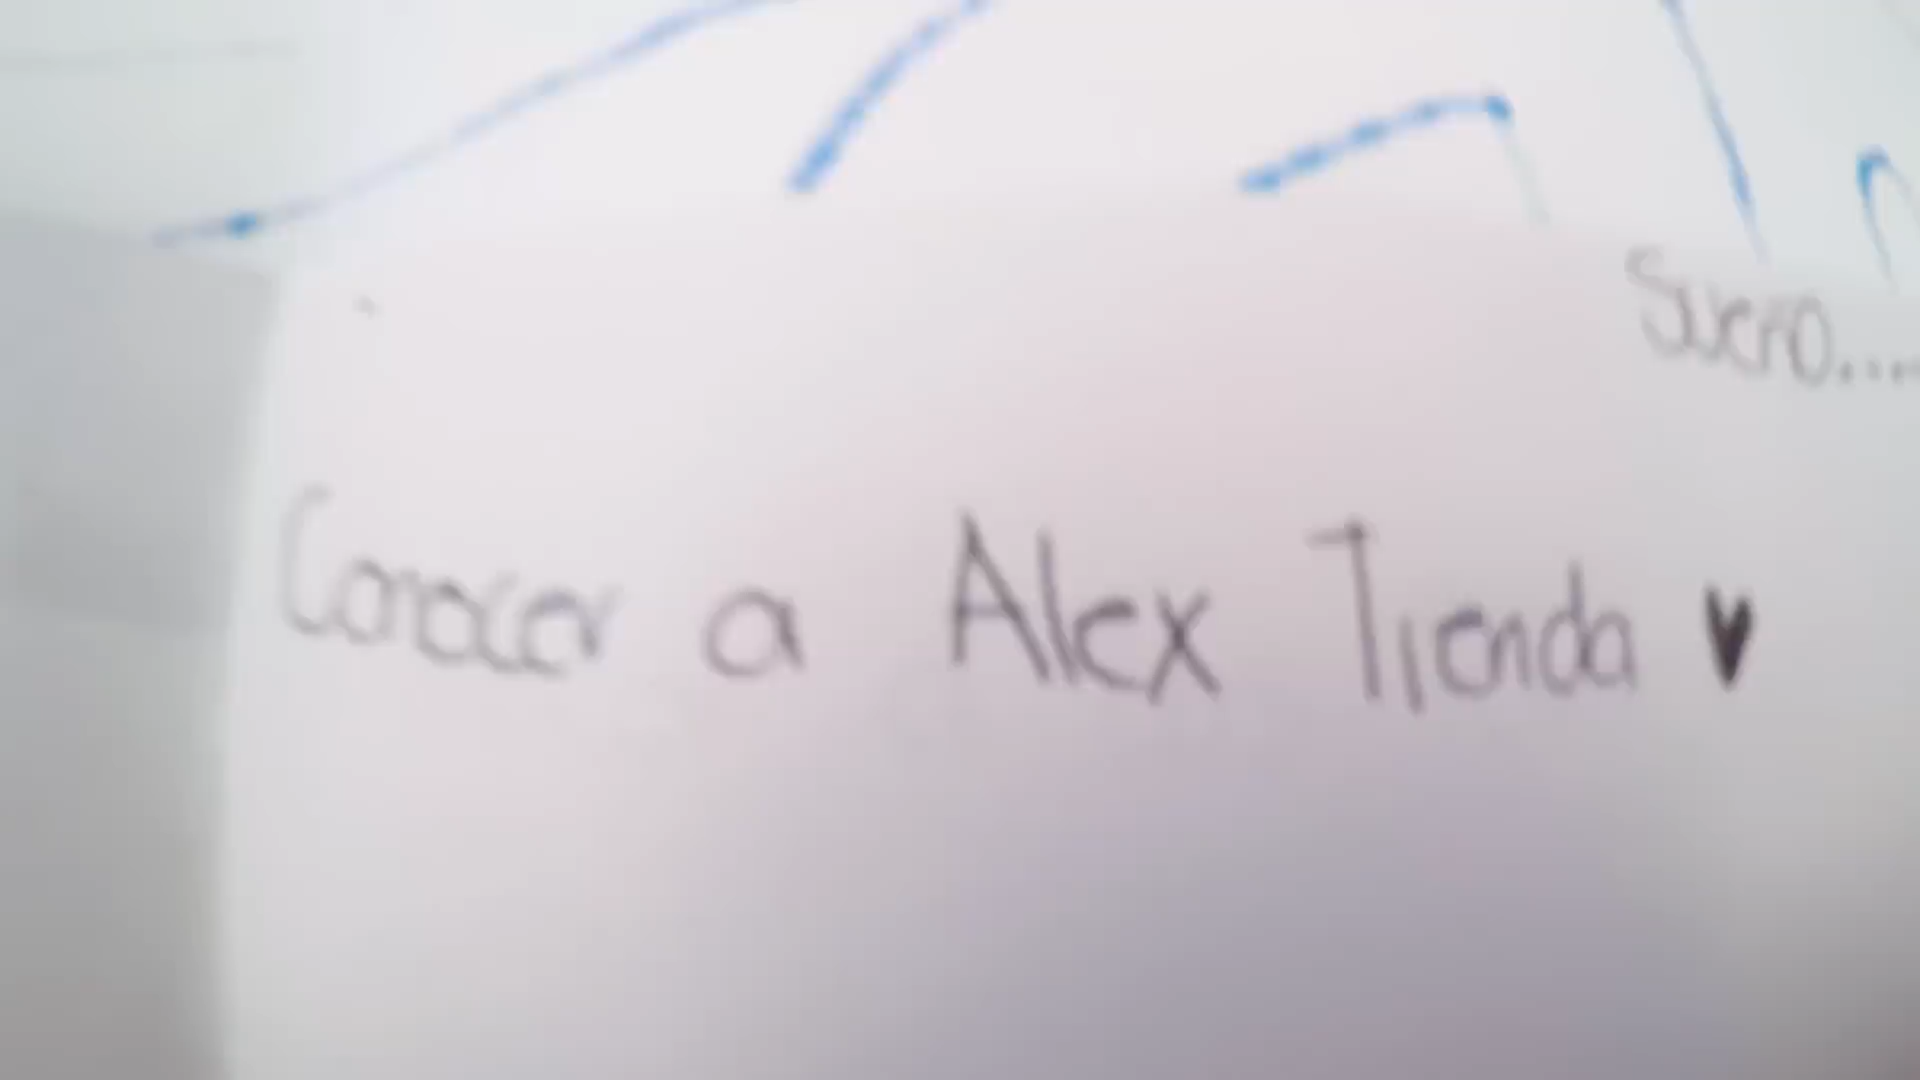 Sueño....
Conocer a Alex Tienda ♥